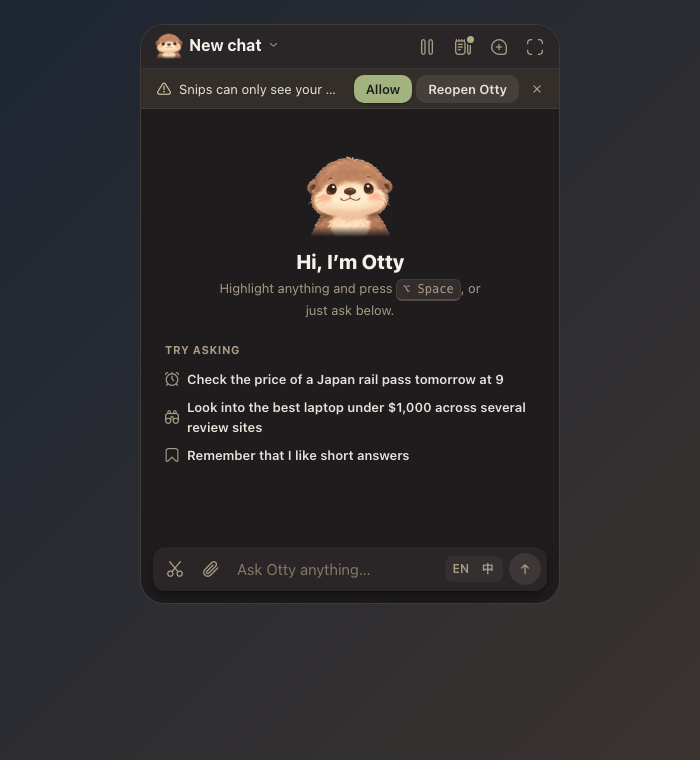 New chat
Snips can only see your ...
Allow
Reopen Otty
Hi, I’m Otty
Highlight anything and press ⌥ Space, or
just ask below.
TRY ASKING
Check the price of a Japan rail pass tomorrow at 9
Look into the best laptop under $1,000 across several
review sites
Remember that I like short answers
Ask Otty anything...
EN 中